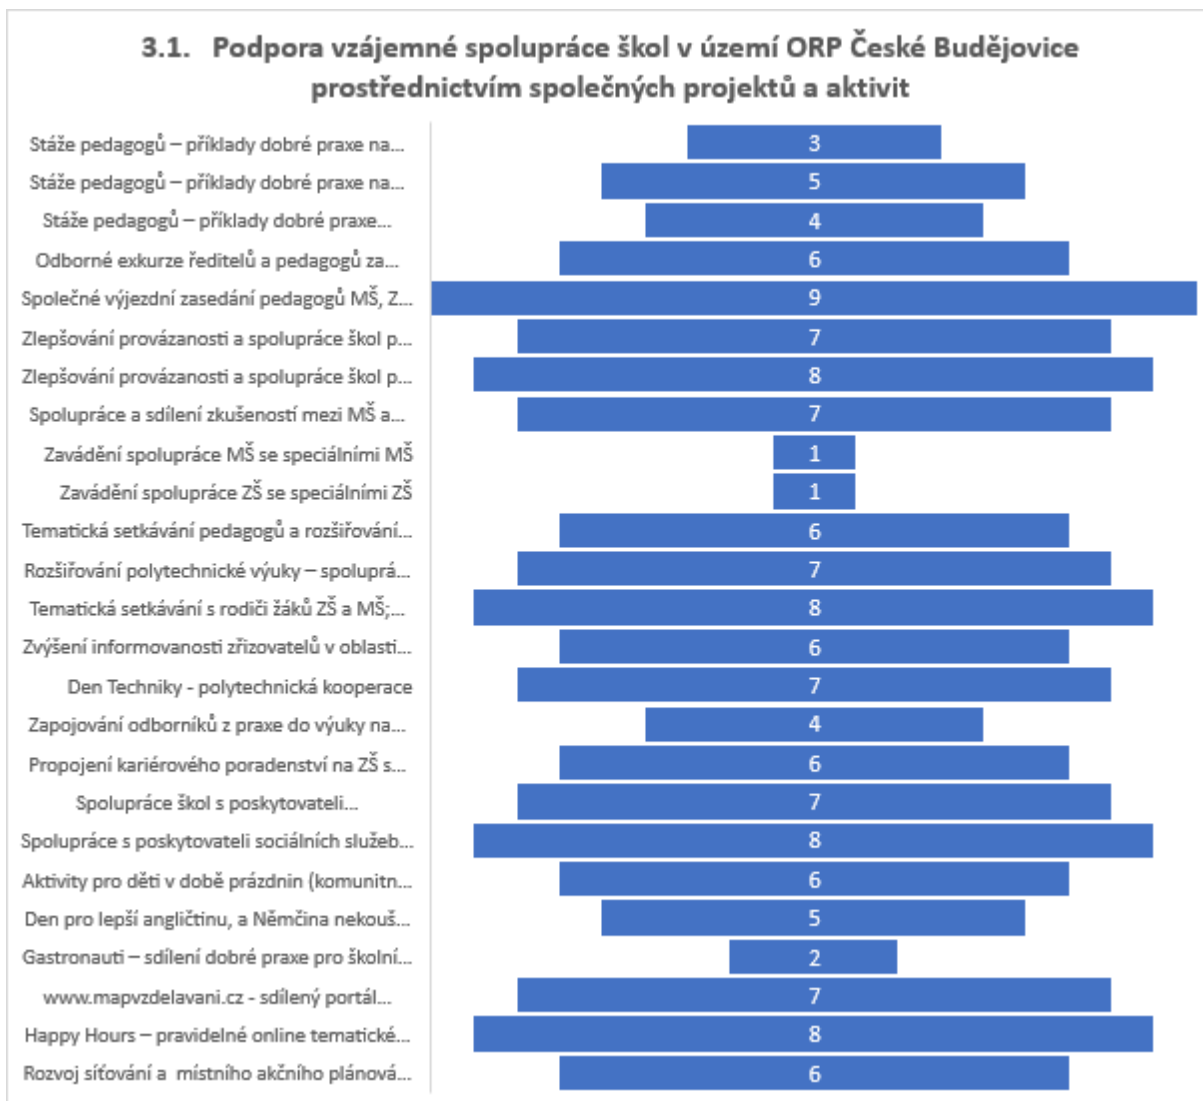 3.1. Podpora vzájemné spolupráce škol v území ORP České Budějovice
prostřednictvím společných projektů a aktivit
Stáže pedagogů – příklady dobré praxe na... 3
Stáže pedagogů – příklady dobré praxe na... 5
Stáže pedagogů – příklady dobré praxe... 4
Odborné exkurze ředitelů a pedagogů za... 6
Společné výjezdní zasedání pedagogů MŠ, Z... 9
Zlepšování provázanosti a spolupráce škol p... 7
Zlepšování provázanosti a spolupráce škol p... 8
Spolupráce a sdílení zkušeností mezi MŠ a... 7
Zavádění spolupráce MŠ se speciálními MŠ 1
Zavádění spolupráce ZŠ se speciálními ZŠ 1
Tematická setkávání pedagogů a rozšiřování... 6
Rozšiřování polytechnické výuky – spoluprá... 7
Tematická setkávání s rodiči žáků ZŠ a MŠ;... 8
Zvýšení informovanosti zřizovatelů v oblasti... 6
Den Techniky - polytechnická kooperace 7
Zapojování odborníků z praxe do výuky na... 4
Propojení kariérového poradenství na ZŠ s... 6
Spolupráce škol s poskytovateli... 7
Spolupráce s poskytovateli sociálních služeb... 8
Aktivity pro děti v době prázdnin (komunitn... 6
Den pro lepší angličtinu, a Němčina nekouš... 5
Gastronauti – sdílení dobré praxe pro školní... 2
www.mapvzdelavani.cz - sdílený portál... 7
Happy Hours – pravidelné online tematické... 8
Rozvoj síťování a místního akčního plánová... 6